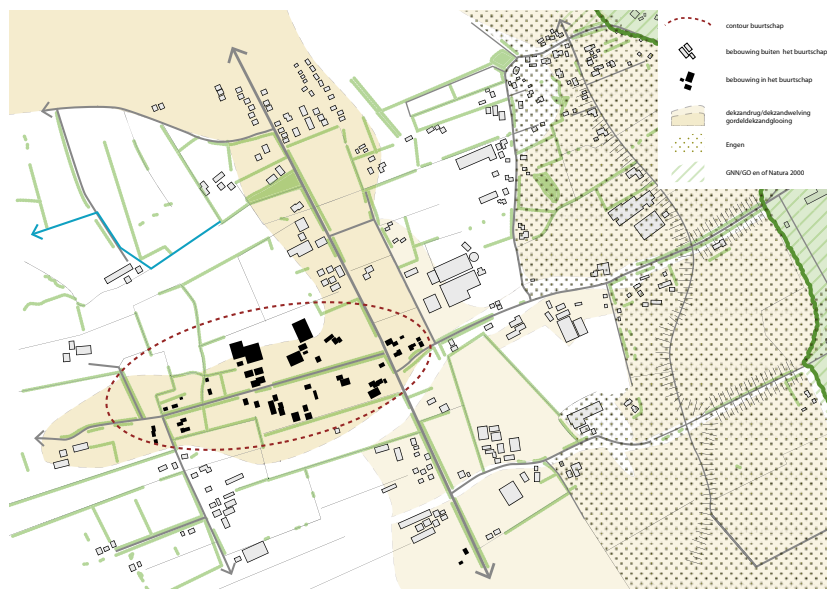 contour buurtschap
bebouwing buiten het buurtschap
bebouwing in het buurtschap
dekzandrug/dekzandwelving
gordeldekzandglooing
Engen
GNN/GO en of Natura 2000